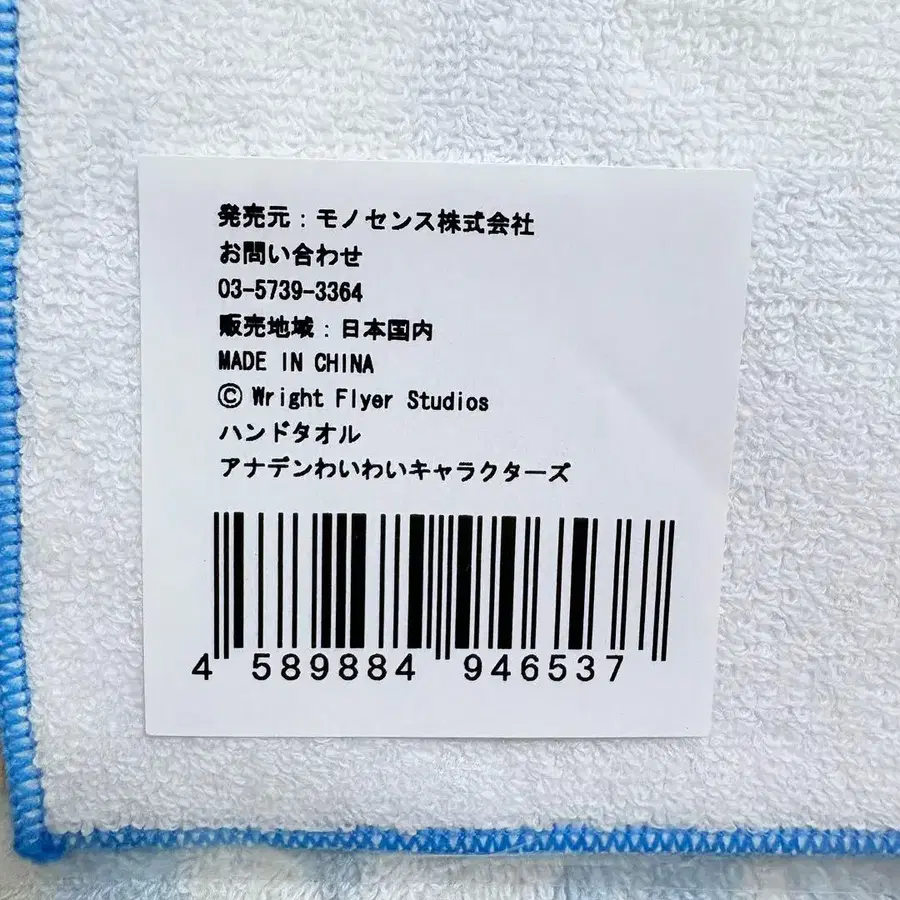 発売元：モノセンス株式会社
お問い合わせ
03-5739-3364
販売地域：日本国内
MADE IN CHINA
© Wright Flyer Studios
ハンドタオル
アナデンわいわいキャラクターズ
4 589884 946537